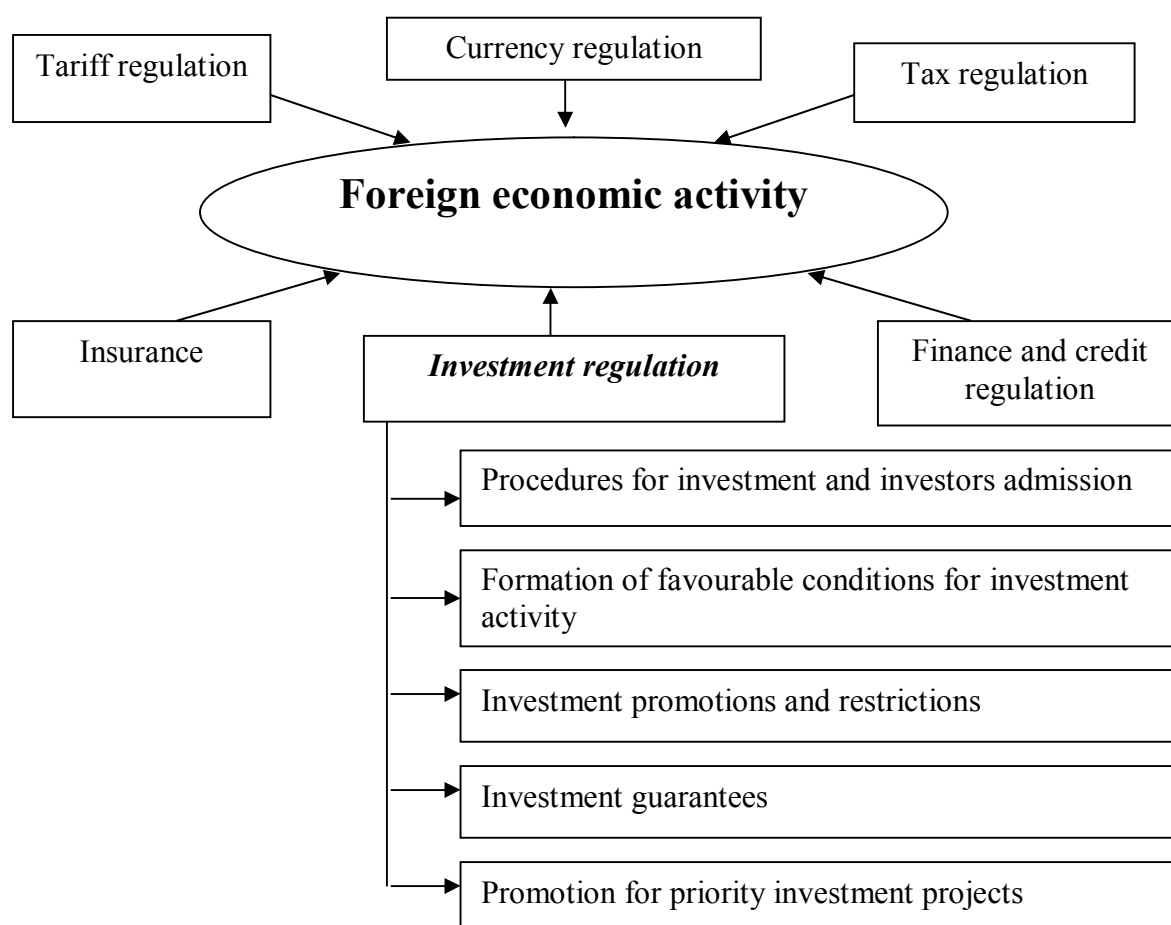 Tariff regulation
Currency regulation
Tax regulation
Foreign economic activity
Insurance
Investment regulation
Finance and credit
regulation
Procedures for investment and investors admission
Formation of favourable conditions for investment
activity
Investment promotions and restrictions
Investment guarantees
Promotion for priority investment projects